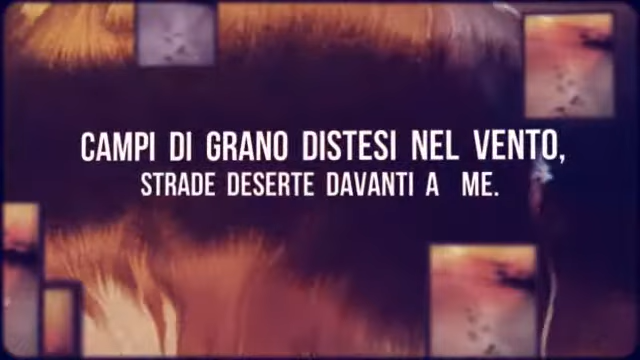 CAMPI DI GRANO DISTESI NEL VENTO,
STRADE DESERTE DAVANTI A ME.